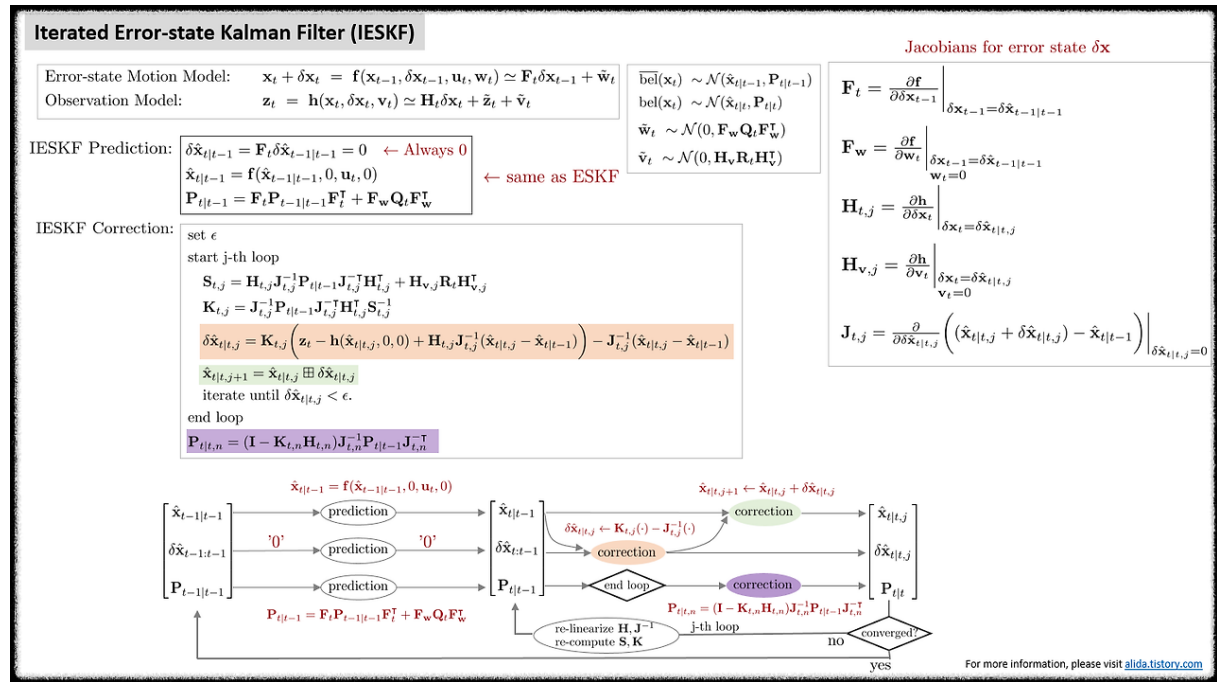 Iterated Error-state Kalman Filter (IESKF)
Jacobians for error state δx
Error-state Motion Model: x_t + δx_t = f(x_{t−1}, δx_{t−1}, u_t, w_t) ≃ F_t δx_{t−1} + w̃_t
Observation Model: z_t = h(x_t, δx_t, v_t) ≃ H_t δx_t + z̃_t + ṽ_t
\overline{bel}(x_t) ∼ N(x̂_{t|t−1}, P_{t|t−1})
bel(x_t) ∼ N(x̂_{t|t}, P_{t|t})
w̃_t ∼ N(0, F_w Q_t F_w^⊺)
ṽ_t ∼ N(0, H_v R_t H_v^⊺)
F_t = ∂f/∂δx_{t−1} |_{δx_{t−1}=δx̂_{t−1|t−1}}
F_w = ∂f/∂w_t |_{δx_{t−1}=δx̂_{t−1|t−1}, w_t=0}
H_{t,j} = ∂h/∂δx_t |_{δx_t=δx̂_{t|t,j}}
H_{v,j} = ∂h/∂v_t |_{δx_t=δx̂_{t|t,j}, v_t=0}
J_{t,j} = ∂/∂δx̂_{t|t,j} ((x̂_{t|t,j} + δx̂_{t|t,j}) − x̂_{t|t−1}) |_{δx̂_{t|t,j}=0}
IESKF Prediction: δx̂_{t|t−1} = F_t δx̂_{t−1|t−1} = 0 ← Always 0
x̂_{t|t−1} = f(x̂_{t−1|t−1}, 0, u_t, 0)
← same as ESKF
P_{t|t−1} = F_t P_{t−1|t−1} F_t^⊺ + F_w Q_t F_w^⊺
IESKF Correction:
set ϵ
start j-th loop
S_{t,j} = H_{t,j} J_{t,j}^{−1} P_{t|t−1} J_{t,j}^{−⊺} H_{t,j}^⊺ + H_{v,j} R_t H_{v,j}^⊺
K_{t,j} = J_{t,j}^{−1} P_{t|t−1} J_{t,j}^{−⊺} H_{t,j}^⊺ S_{t,j}^{−1}
δx̂_{t|t,j} = K_{t,j} (z_t − h(x̂_{t|t,j}, 0, 0) + H_{t,j} J_{t,j}^{−1}(x̂_{t|t,j} − x̂_{t|t−1})) − J_{t,j}^{−1}(x̂_{t|t,j} − x̂_{t|t−1})
x̂_{t|t,j+1} = x̂_{t|t,j} ⊞ δx̂_{t|t,j}
iterate until δx̂_{t|t,j} < ϵ.
end loop
P_{t|t,n} = (I − K_{t,n} H_{t,n}) J_{t,n}^{−1} P_{t|t−1} J_{t,n}^{−⊺}
x̂_{t|t−1} = f(x̂_{t−1|t−1}, 0, u_t, 0)
x̂_{t|t,j+1} ← x̂_{t|t,j} + δx̂_{t|t,j}
x̂_{t−1|t−1}
prediction
x̂_{t|t−1}
correction
x̂_{t|t,j}
δx̂_{t|t,j} ← K_{t,j}(·) − J_{t,j}^{−1}(·)
δx̂_{t−1:t−1}
'0'
prediction
'0'
δx̂_{t:t−1}
correction
δx̂_{t|t,j}
P_{t−1|t−1}
prediction
P_{t|t−1}
end loop
correction
P_{t|t}
P_{t|t−1} = F_t P_{t−1|t−1} F_t^⊺ + F_w Q_t F_w^⊺
P_{t|t,n} = (I − K_{t,n} H_{t,n}) J_{t,n}^{−1} P_{t|t−1} J_{t,n}^{−⊺}
re-linearize H, J^{−1}
re-compute S, K
j-th loop
no
converged?
yes
For more information, please visit alida.tistory.com